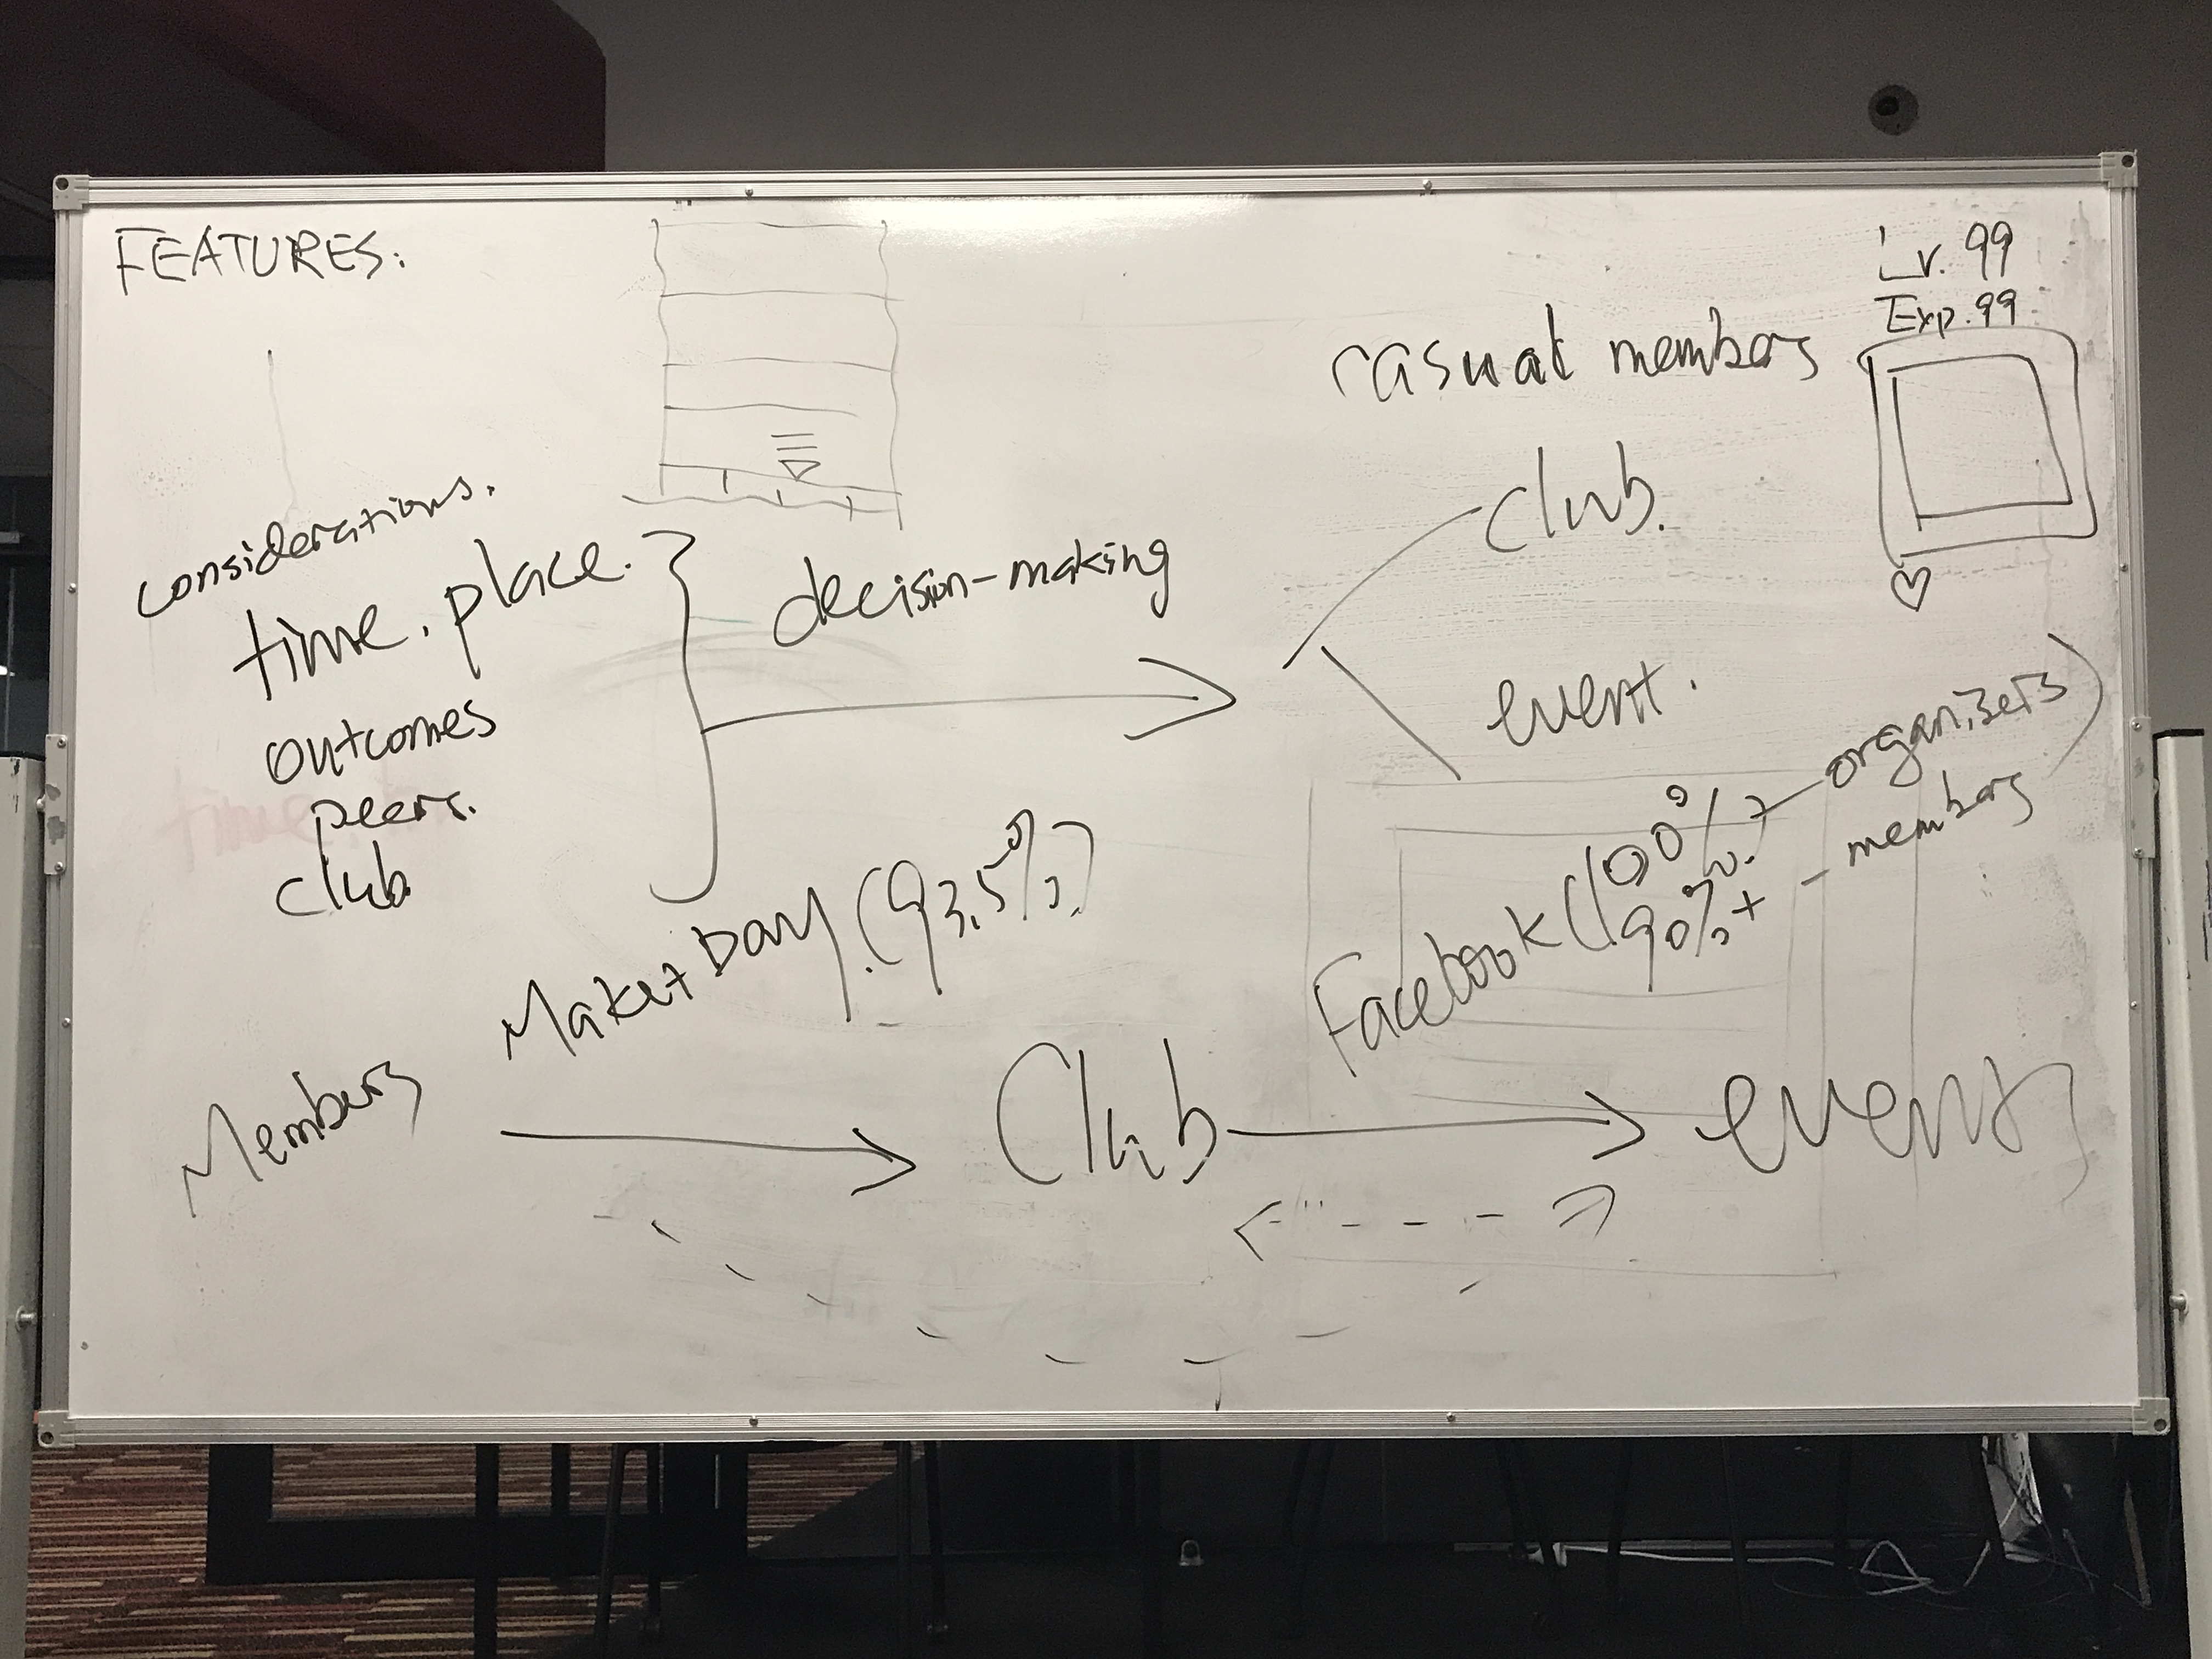 FEATURES:
Lv. 99
Exp. 99
casual members
considerations.
time. place.
outcomes
peers.
club
decision-making
club.
event.
Market Day. (93.5%)
Facebook (100% - organizers)
90%+ - members
Members
Club
events